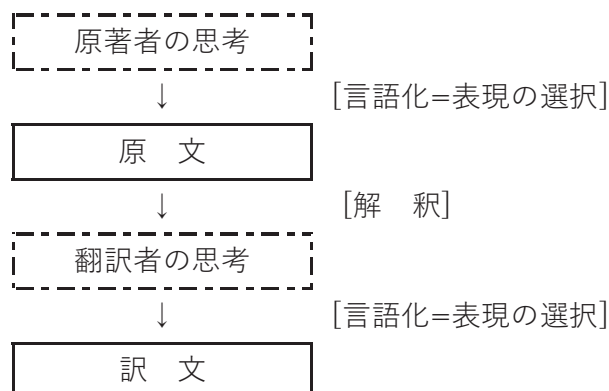 原著者の思考
↓ [言語化=表現の選択]
原　文
↓ [解　釈]
翻訳者の思考
↓ [言語化=表現の選択]
訳　文